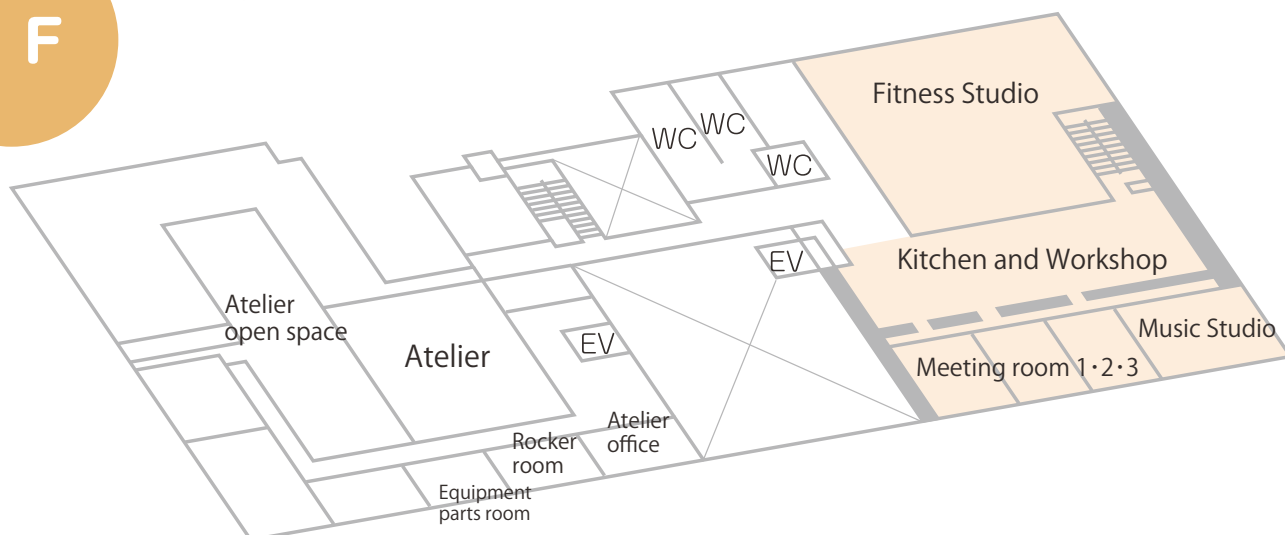 F
Fitness Studio
WC
WC
WC
Kitchen and Workshop
EV
Music Studio
Meeting room 1・2・3
Atelier
open space
Atelier
EV
Atelier
office
Rocker
room
Equipment
parts room